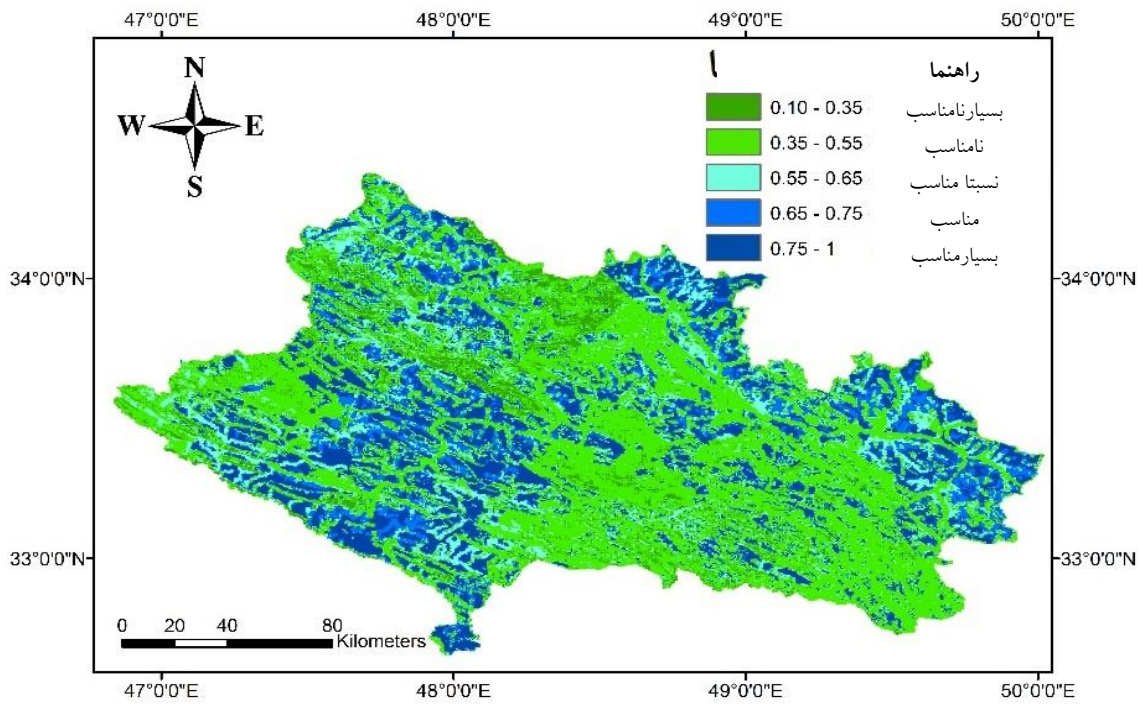 47°0'0"E 48°0'0"E 49°0'0"E 50°0'0"E
N
W E
S
راهنما
0.10 - 0.35 بسیارنامناسب
0.35 - 0.55 نامناسب
0.55 - 0.65 نسبتا مناسب
0.65 - 0.75 مناسب
0.75 - 1 بسیارمناسب
34°0'0"N 34°0'0"N
33°0'0"N 33°0'0"N
0 20 40 80
Kilometers
47°0'0"E 48°0'0"E 49°0'0"E 50°0'0"E